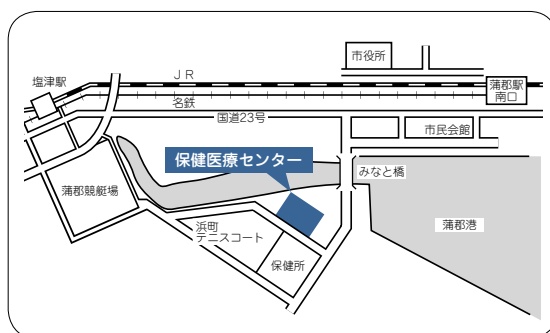 市役所
塩津駅
JR
蒲郡駅
南口
名鉄
国道23号
市民会館
保健医療センター
みなと橋
蒲郡競艇場
浜町
テニスコート
蒲郡港
保健所